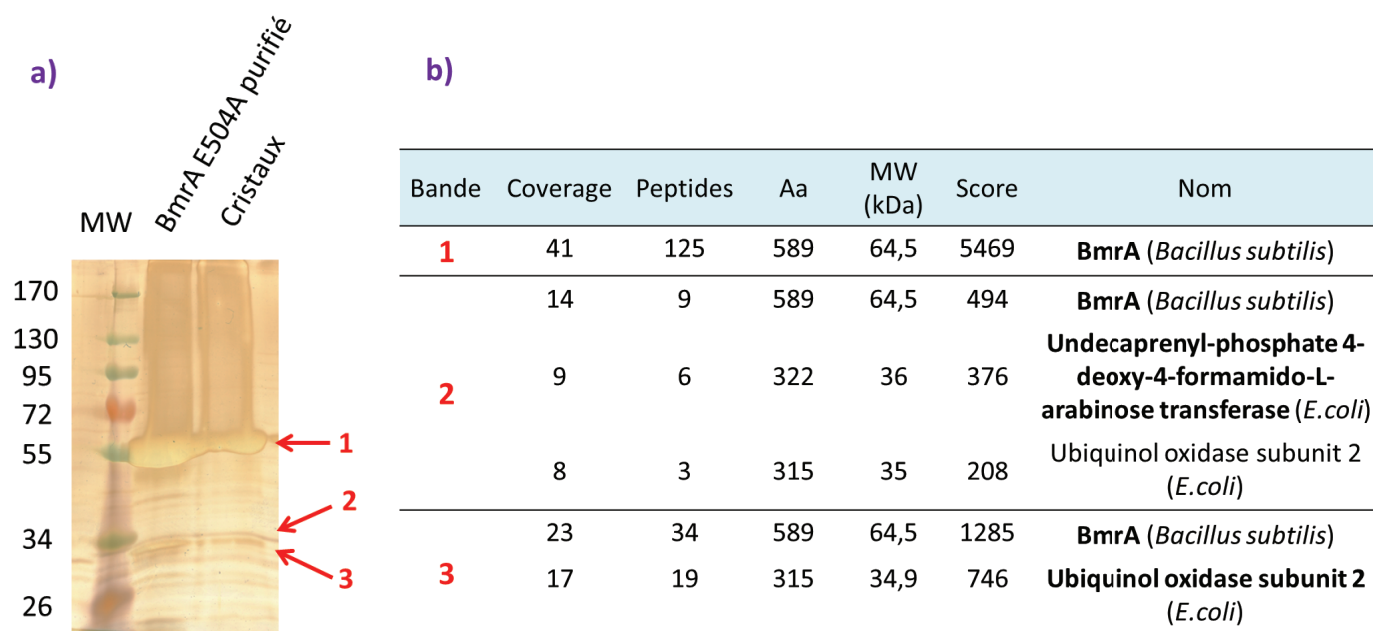 a)
BmrA E504A purifié
Cristaux
MW
170
130
95
72
55
34
26
1
2
3
b)
Bande Coverage Peptides Aa MW (kDa) Score Nom
1 41 125 589 64,5 5469 BmrA (Bacillus subtilis)
2
14 9 589 64,5 494 BmrA (Bacillus subtilis)
9 6 322 36 376 Undecaprenyl-phosphate 4-
deoxy-4-formamido-L-
arabinose transferase (E.coli)
8 3 315 35 208 Ubiquinol oxidase subunit 2
(E.coli)
3
23 34 589 64,5 1285 BmrA (Bacillus subtilis)
17 19 315 34,9 746 Ubiquinol oxidase subunit 2
(E.coli)